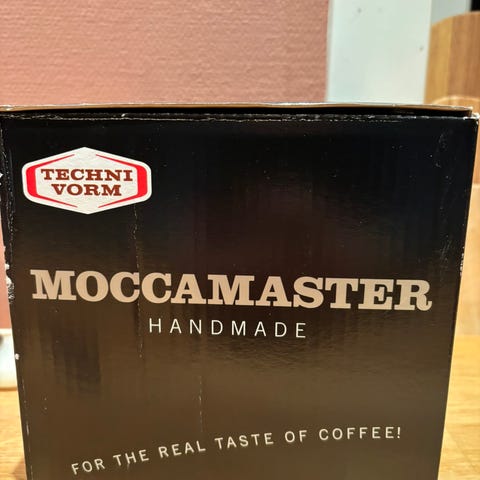 TECHNI
VORM
MOCCAMASTER
HANDMADE
FOR THE REAL TASTE OF COFFEE!